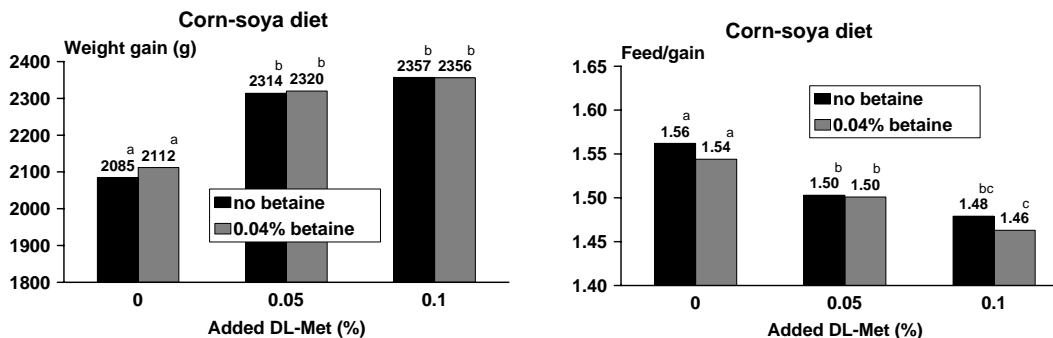 Corn-soya diet
Weight gain (g)
2400
2300
2200
2100
2000
1900
1800
a
2085
a
2112
b
2314
b
2320
b
2357
b
2356
no betaine
0.04% betaine
0
0.05
0.1
Added DL-Met (%)
Corn-soya diet
Feed/gain
1.65
1.60
1.55
1.50
1.45
1.40
a
1.56
a
1.54
b
1.50
b
1.50
bc
1.48
c
1.46
no betaine
0.04% betaine
0
0.05
0.1
Added DL-Met (%)